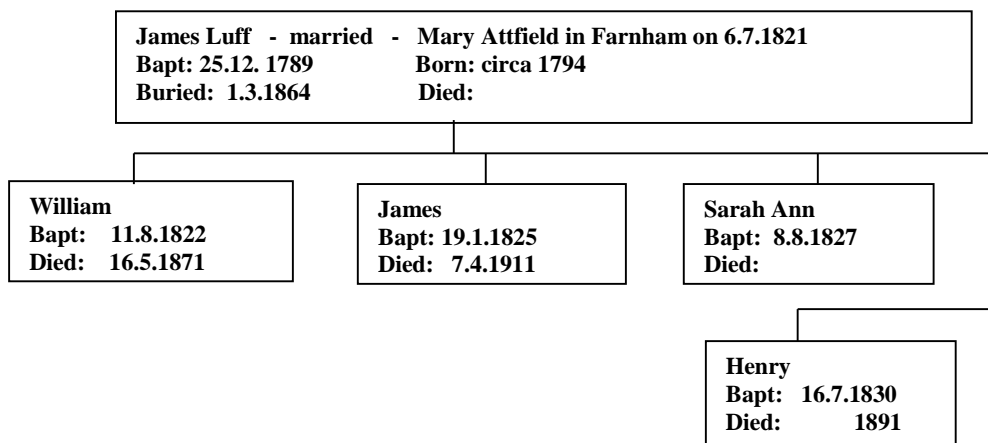 James Luff - married - Mary Attfield in Farnham on 6.7.1821
Bapt: 25.12. 1789 Born: circa 1794
Buried: 1.3.1864 Died:
William
Bapt: 11.8.1822
Died: 16.5.1871
James
Bapt: 19.1.1825
Died: 7.4.1911
Sarah Ann
Bapt: 8.8.1827
Died:
Henry
Bapt: 16.7.1830
Died: 1891